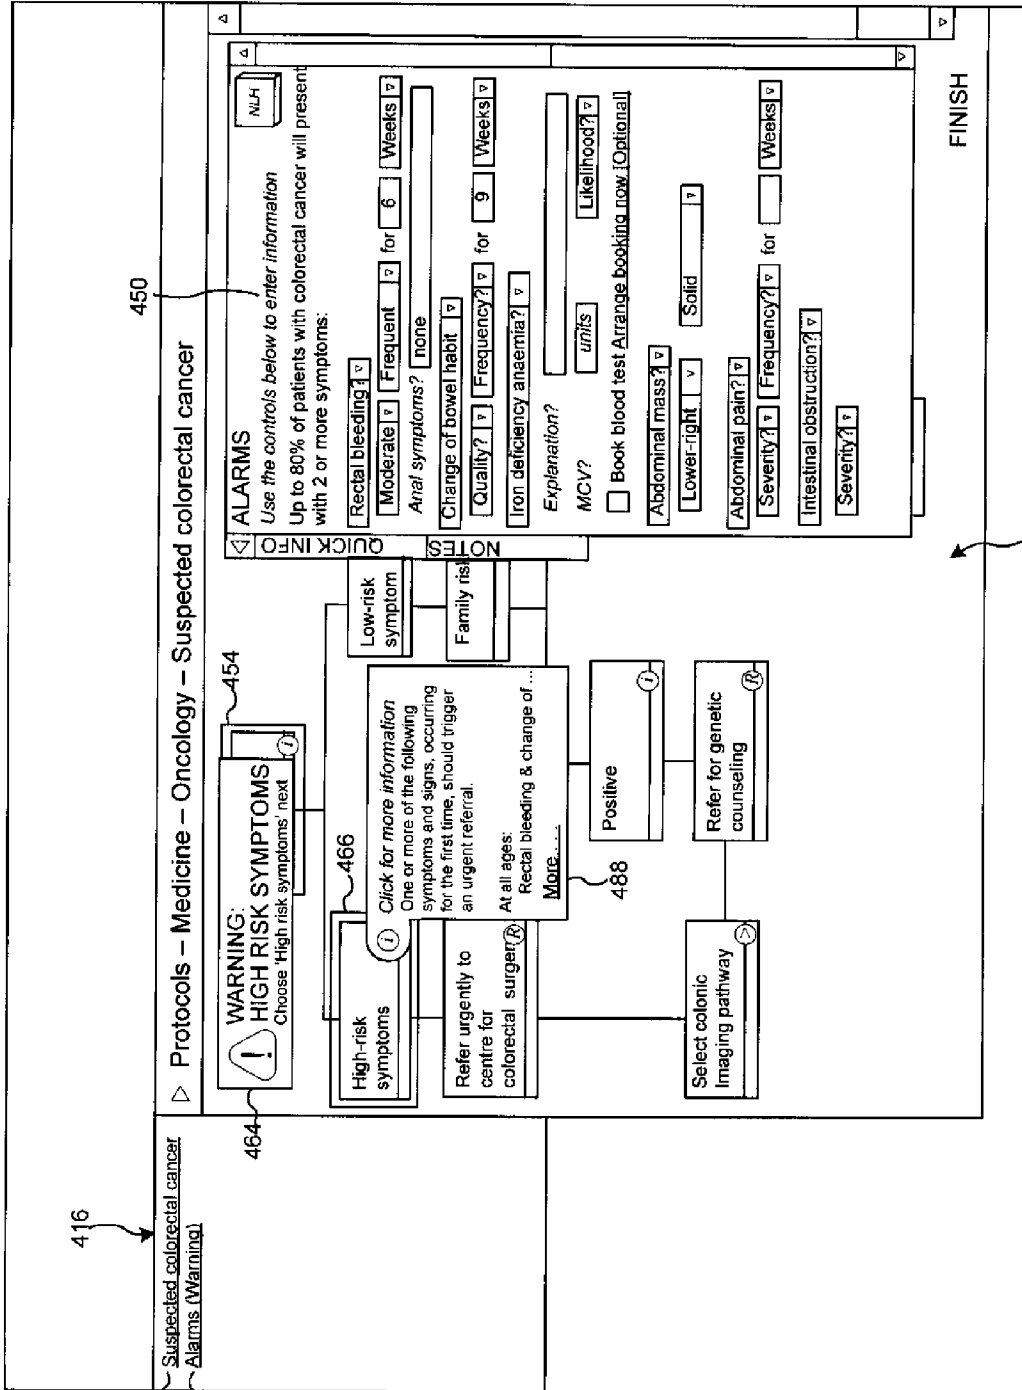 416
Suspected colorectal cancer
Alarms (Warning)
▷ Protocols – Medicine – Oncology – Suspected colorectal cancer
464
WARNING:
HIGH RISK SYMPTOMS
Choose 'High risk symptoms' next
i
454
High-risk
symptoms
466
Low-risk
symptom
Family risk
i
Click for more information
One or more of the following
symptoms and signs, occurring
for the first time, should trigger
an urgent referral.
At all ages:
Rectal bleeding & change of ...
More.....
488
Refer urgently to
centre for
colorectal surgery
R
Positive
i
Select colonic
Imaging pathway
>
Refer for genetic
counseling
R
450
QUICK INFO
NOTES
ALARMS
NLH
Use the controls below to enter information
Up to 80% of patients with colorectal cancer will present
with 2 or more symptoms:
Rectal bleeding?
Moderate Frequent for 6 Weeks
Anal symptoms? none
Change of bowel habit
Quality? Frequency? for 9 Weeks
Iron deficiency anaemia?
Explanation?
MCV? units Likelihood?
Book blood test Arrange booking now [Optional]
Abdominal mass?
Lower-right Solid
Abdominal pain?
Severity? Frequency? for Weeks
Intestinal obstruction?
Severity?
FINISH